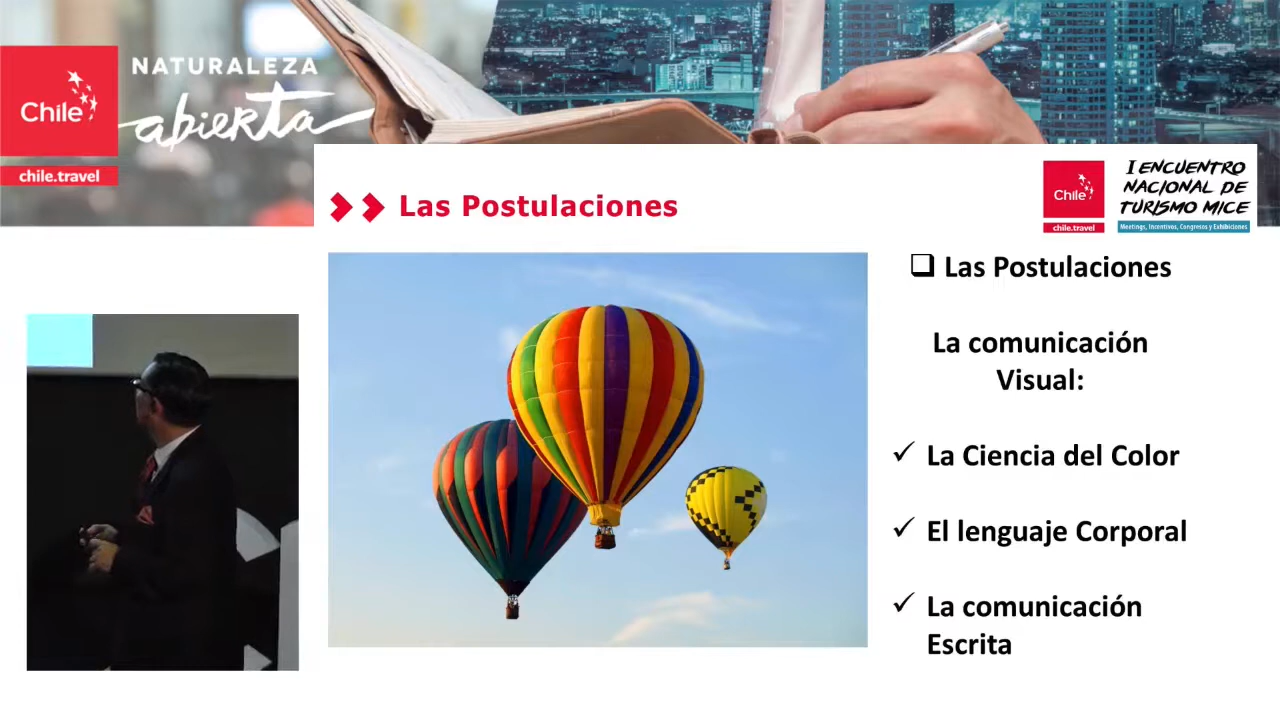 NATURALEZA
abierta
Chile
chile.travel
Las Postulaciones
Chile
chile.travel
I ENCUENTRO
NACIONAL DE
TURISMO MICE
Meetings, Incentivos, Congresos y Exhibiciones
Las Postulaciones
La comunicación
Visual:
La Ciencia del Color
El lenguaje Corporal
La comunicación
Escrita